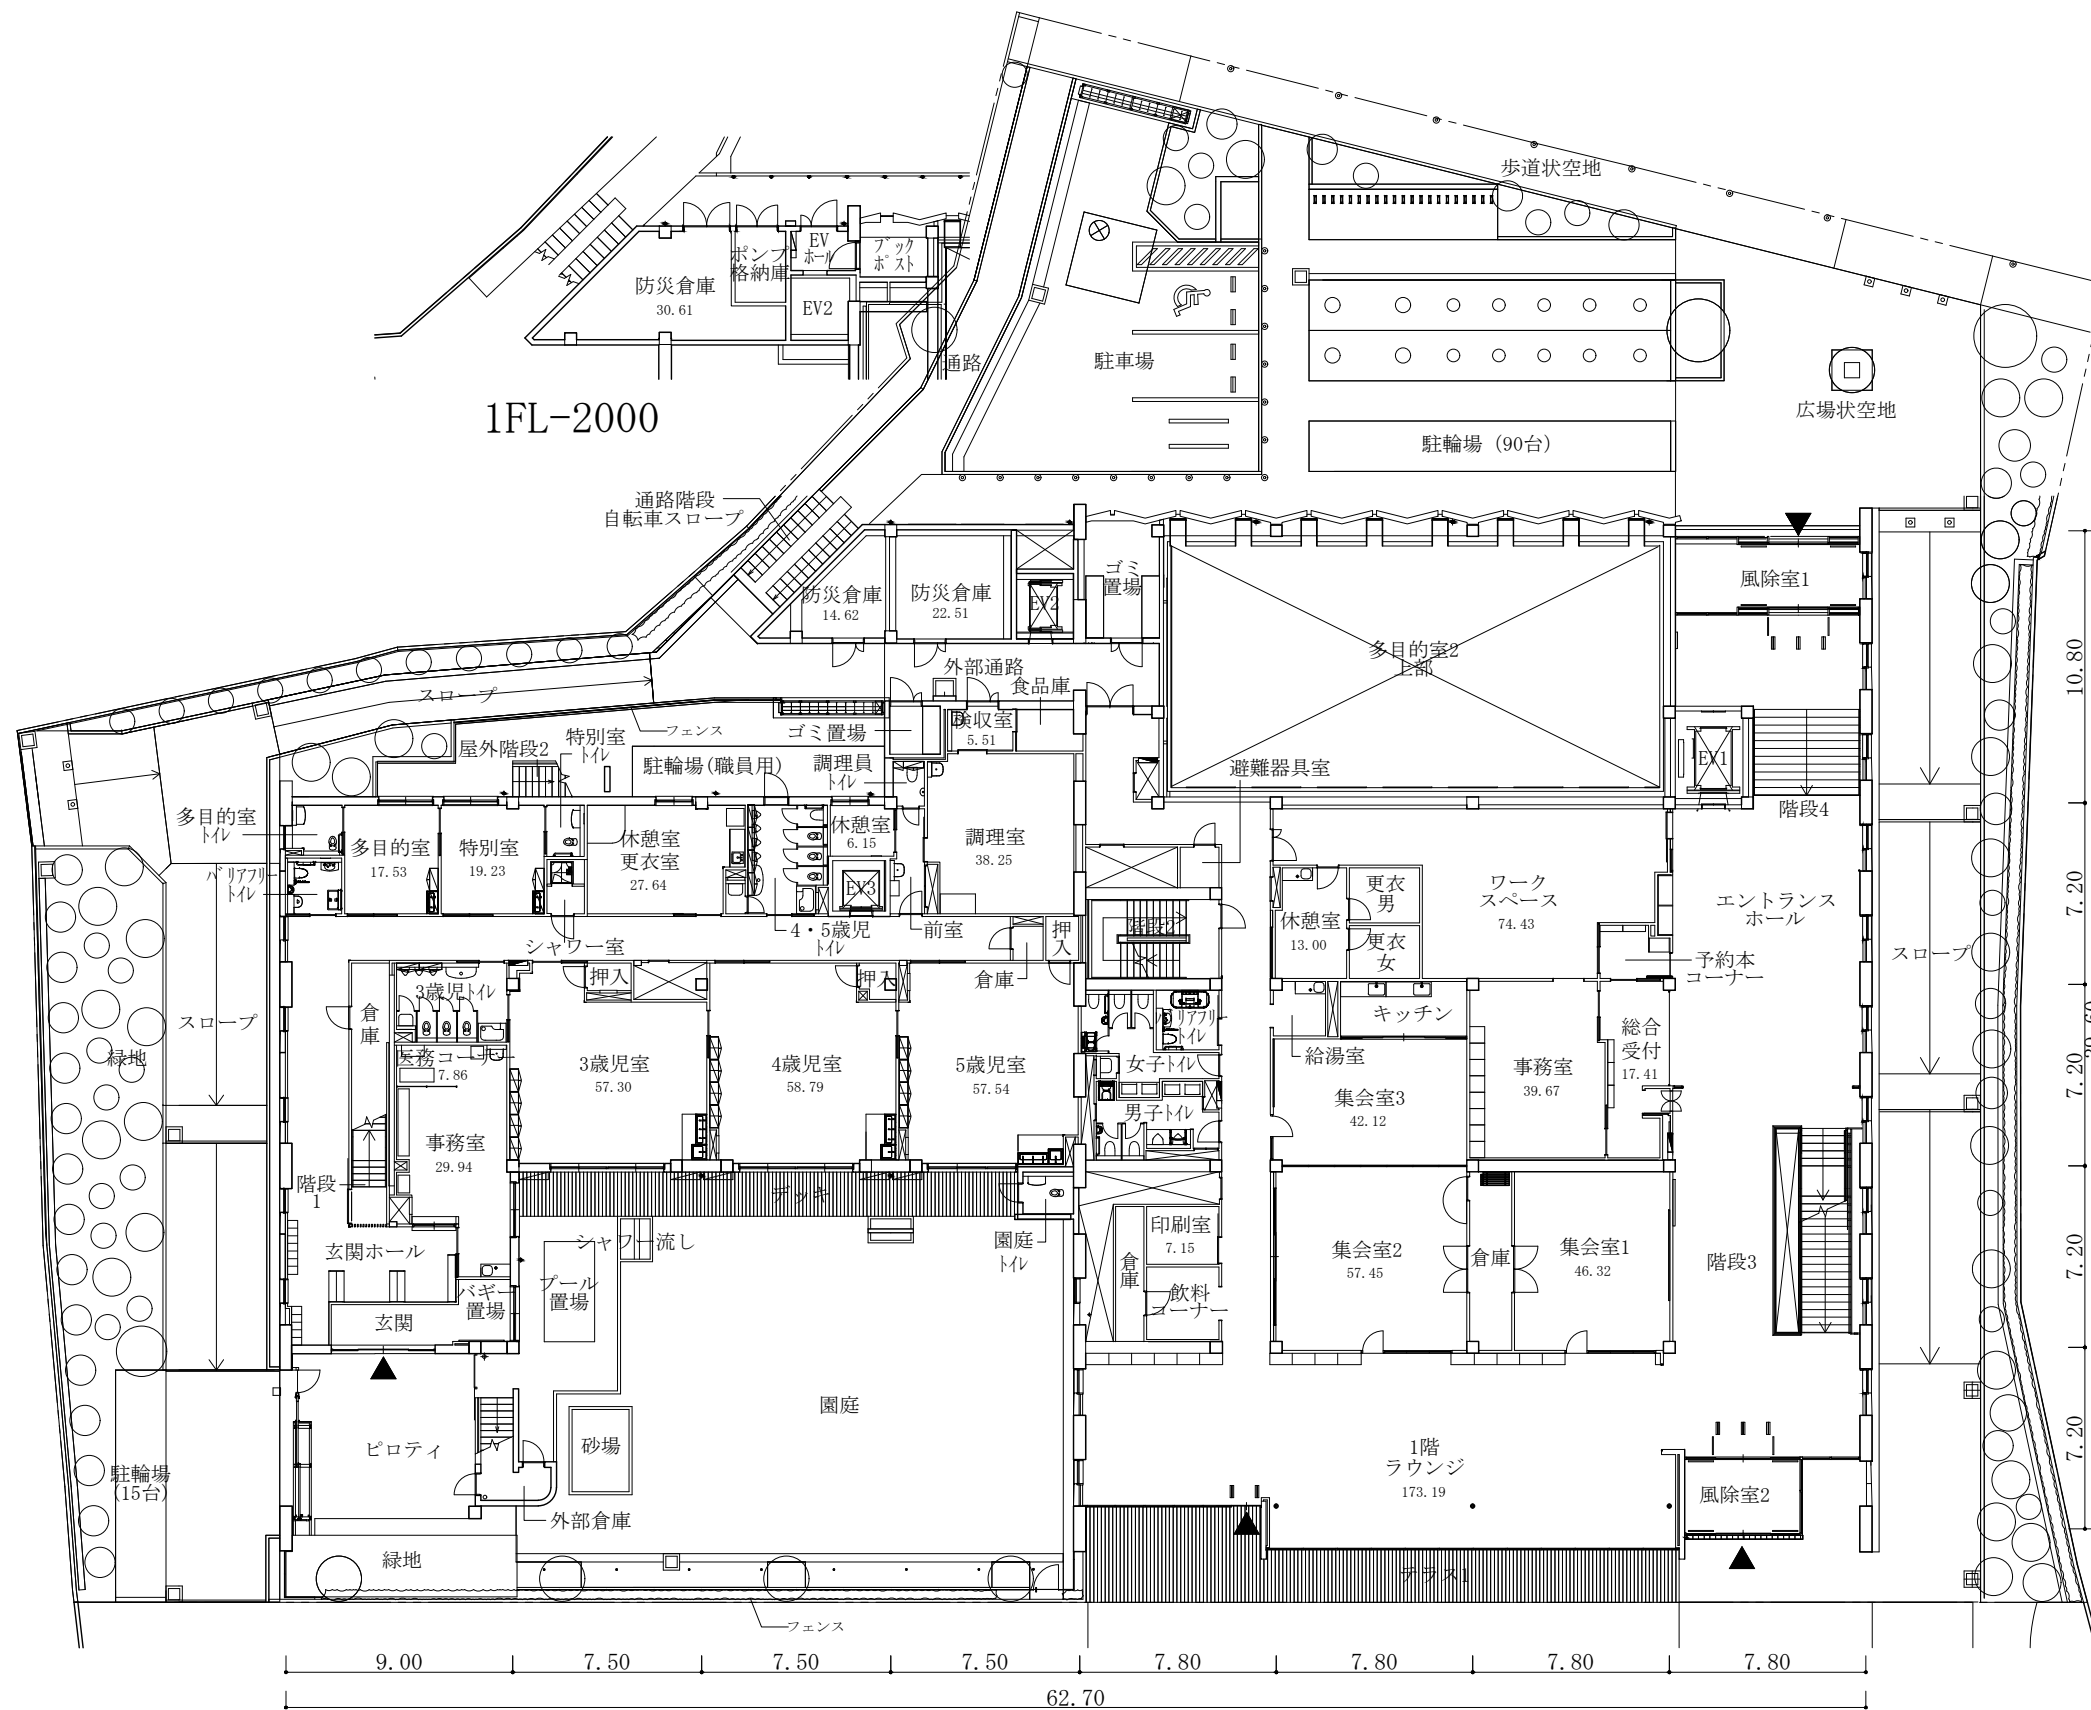 歩道状空地
EV
ホール
ブック
ポスト
ポンプ
格納庫
防災倉庫
30.61
EV2
通路
駐車場
1FL-2000
広場状空地
駐輪場 (90台)
通路階段
自転車スロープ
防災倉庫
14.62
防災倉庫
22.51
EV2
ゴミ
置場
風除室1
多目的室2
上部
外部通路
食品庫
検収室
5.51
スロープ
フェンス
ゴミ置場
特別室
トイレ
屋外階段2
駐輪場(職員用)
調理員
トイレ
避難器具室
EV1
階段4
10.80
多目的室
トイレ
多目的室
17.53
特別室
19.23
休憩室
更衣室
27.64
休憩室
6.15
調理室
38.25
バリアフリー
トイレ
EV3
更衣
男
ワーク
スペース
74.43
エントランス
ホール
7.20
休憩室
13.00
更衣
女
シャワー室
4・5歳児
トイレ
前室
押
入
階段2
予約本
コーナー
スロープ
倉庫
押入
押入
3歳児トイレ
倉
庫
スロープ
緑地
医務コーナー
7.86
3歳児室
57.30
4歳児室
58.79
5歳児室
57.54
バリアフリー
トイレ
女子トイレ
男子トイレ
キッチン
給湯室
総合
受付
17.41
事務室
39.67
集会室3
42.12
7.20
事務室
29.94
階段
1
デッキ
玄関ホール
シャワー流し
園庭
トイレ
印刷室
7.15
倉
庫
飲料
コーナー
集会室2
57.45
倉庫
集会室1
46.32
階段3
7.20
プール
置場
バギー
置場
玄関
園庭
砂場
ピロティ
駐輪場
(15台)
外部倉庫
1階
ラウンジ
173.19
風除室2
7.20
緑地
テラス1
フェンス
9.00
7.50
7.50
7.50
7.80
7.80
7.80
7.80
62.70